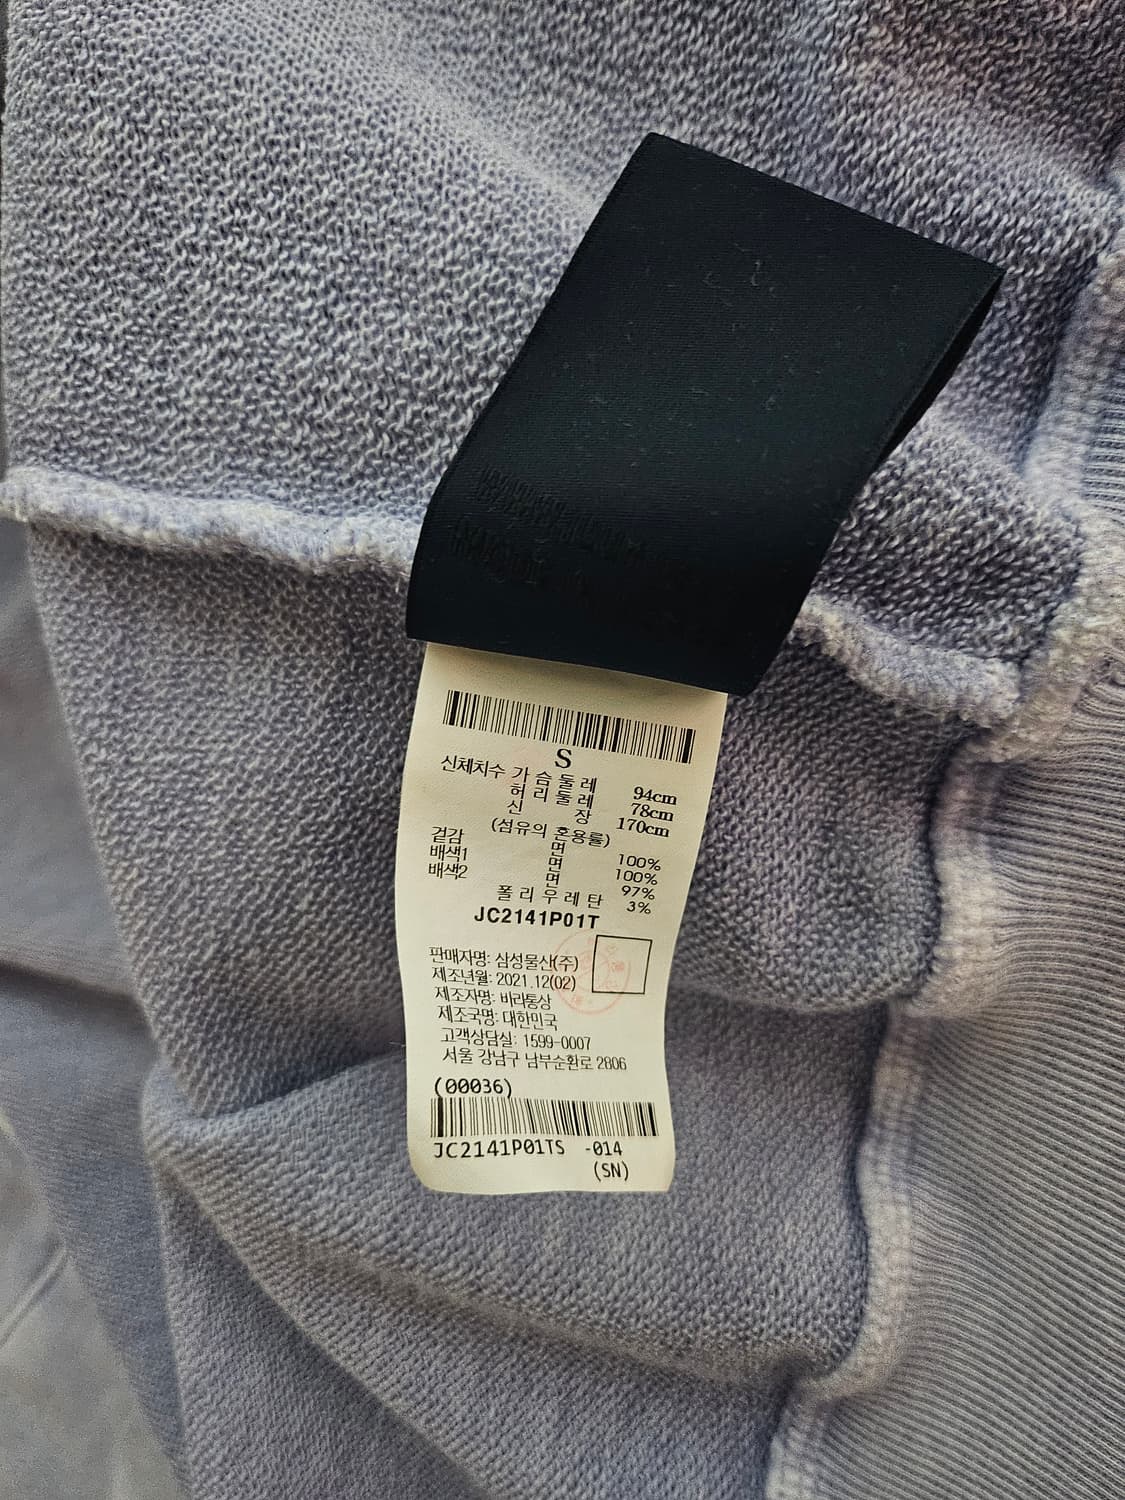 S
신체치수 가슴둘레 94cm
허리둘레 78cm
신장 170cm
(섬유의 혼용률)
겉감 면 100%
배색1 면 100%
배색2 면 97%
폴리우레탄 3%
JC2141P01T
판매자명: 삼성물산(주)
제조년월: 2021.12(02)
제조자명: 바라통상
제조국명: 대한민국
고객상담실: 1599-0007
서울 강남구 남부순환로 2806
(00036)
JC2141P01TS -014
(SN)